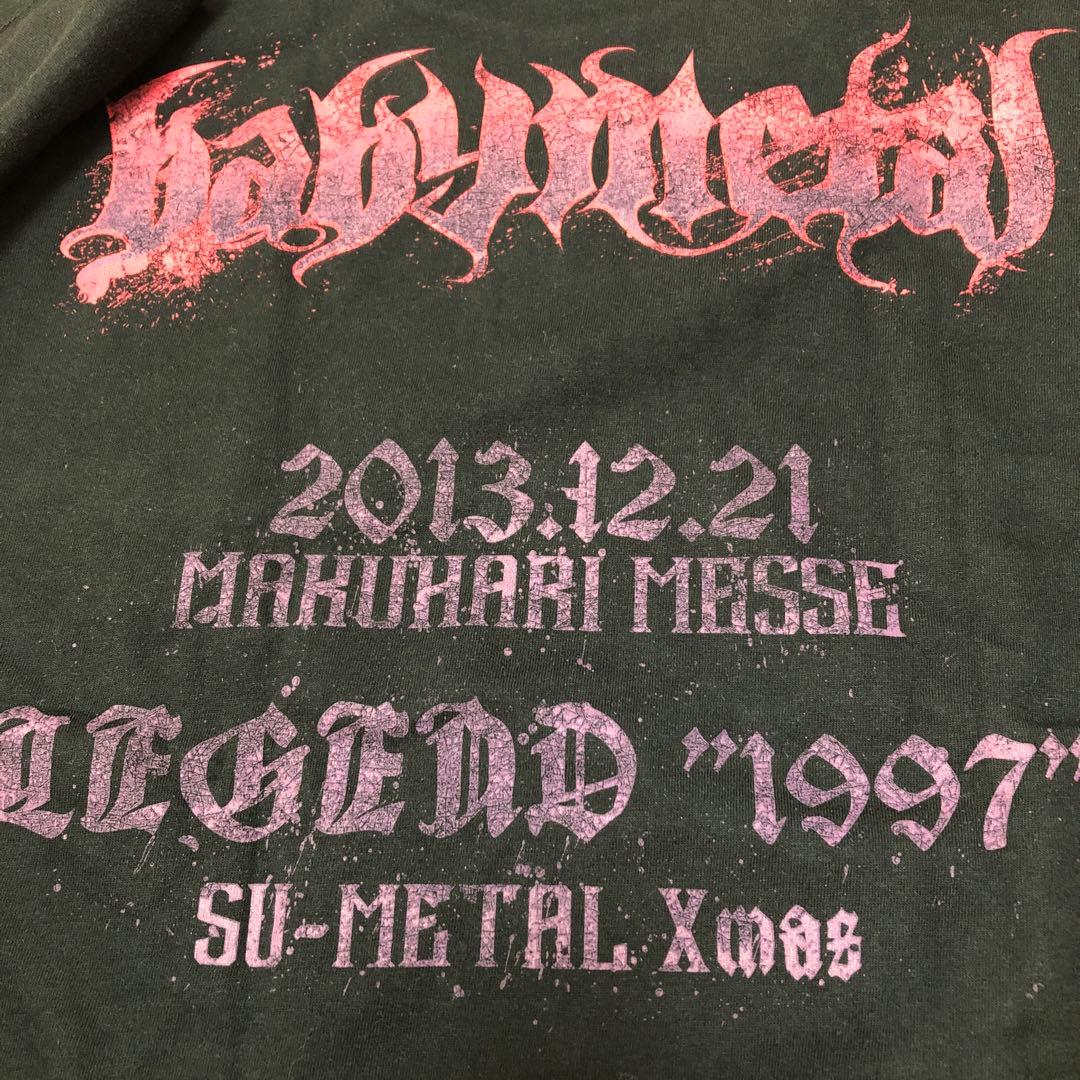 babymetal
2013.12.21
MAKUHARI MESSE
LEGEND "1997"
SU-METAL Xmas